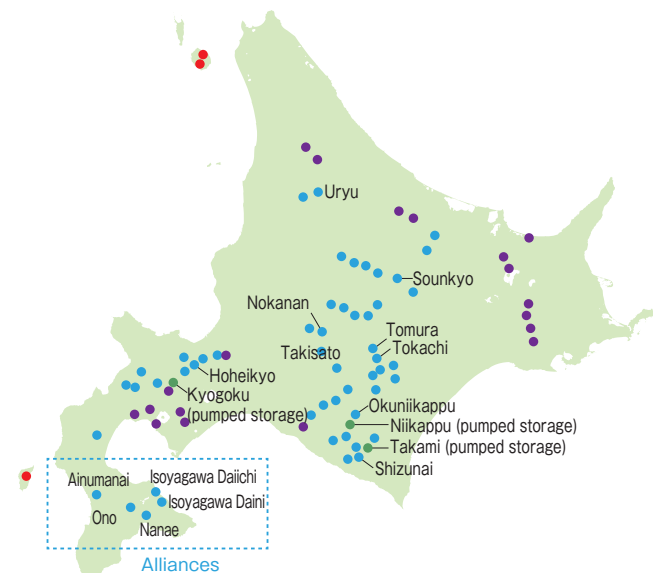 Uryu
Sounkyo
Nokanan
Tomura
Takisato
Tokachi
Hoheikyo
Kyogoku
(pumped storage)
Okuniikappu
Niikappu (pumped storage)
Takami (pumped storage)
Shizunai
Ainumanai
Isoyagawa Daiichi
Isoyagawa Daini
Ono
Nanae
Alliances